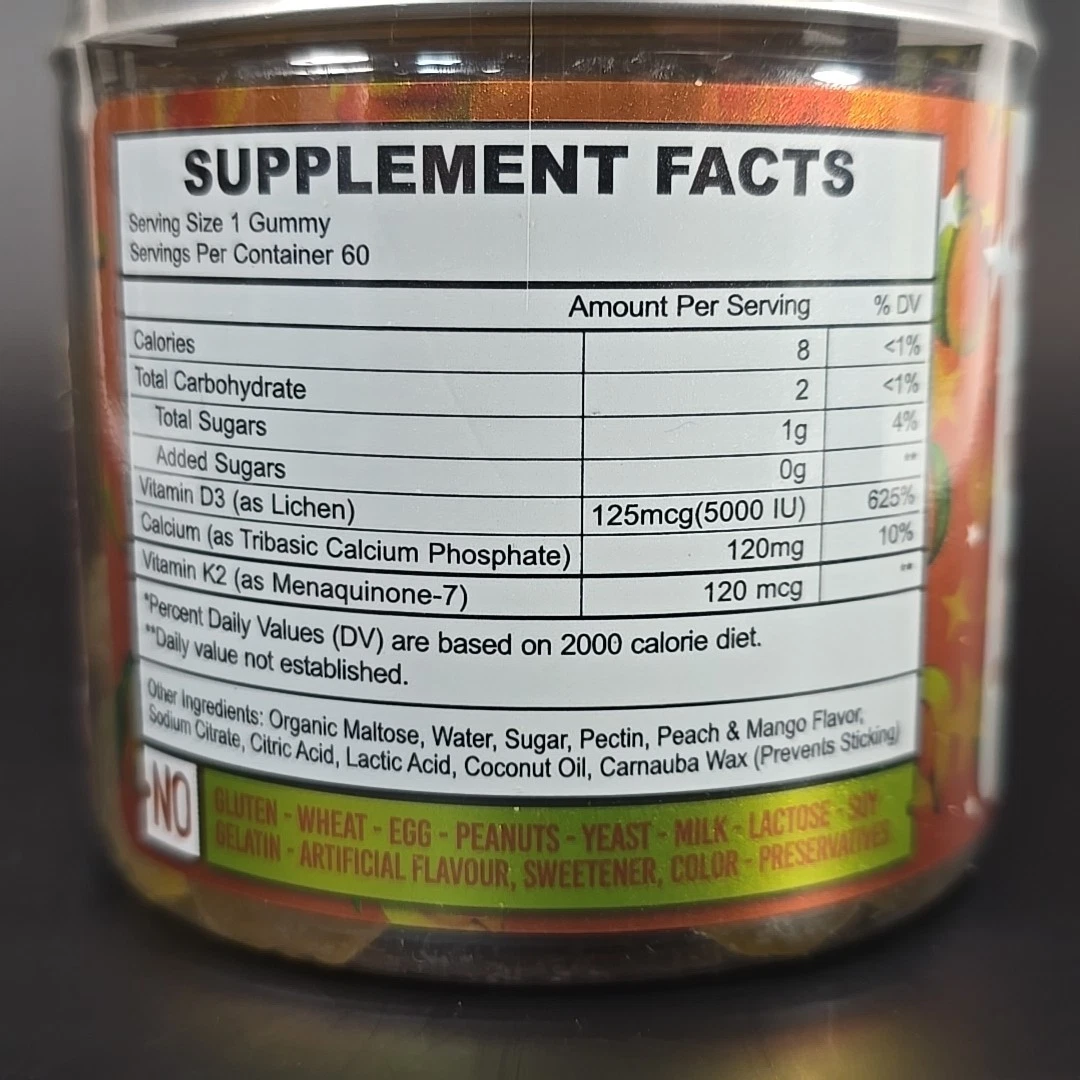 SUPPLEMENT FACTS
Serving Size 1 Gummy
Servings Per Container 60
Amount Per Serving % DV
Calories 8 <1%
Total Carbohydrate 2 <1%
Total Sugars 1g 4%
Added Sugars 0g **
Vitamin D3 (as Lichen) 125mcg(5000 IU) 625%
Calcium (as Tribasic Calcium Phosphate) 120mg 10%
Vitamin K2 (as Menaquinone-7) 120 mcg **
*Percent Daily Values (DV) are based on 2000 calorie diet.
**Daily value not established.
Other Ingredients: Organic Maltose, Water, Sugar, Pectin, Peach & Mango Flavor,
Sodium Citrate, Citric Acid, Lactic Acid, Coconut Oil, Carnauba Wax (Prevents Sticking)
NO
GLUTEN - WHEAT - EGG - PEANUTS - YEAST - MILK - LACTOSE - SOY
GELATIN - ARTIFICIAL FLAVOUR, SWEETENER, COLOR - PRESERVATIVES